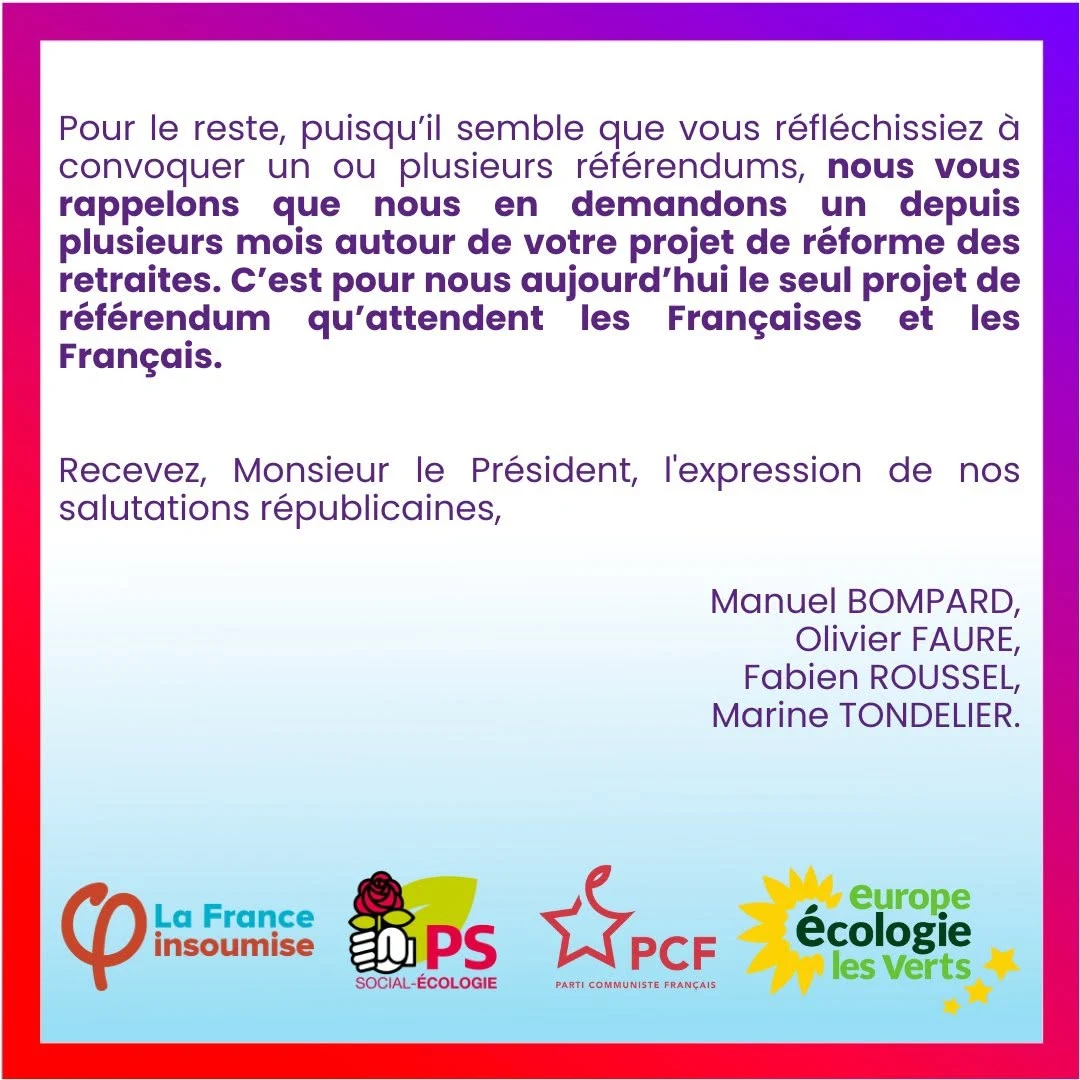 Pour le reste, puisqu’il semble que vous réfléchissiez à
convoquer un ou plusieurs référendums, nous vous
rappelons que nous en demandons un depuis
plusieurs mois autour de votre projet de réforme des
retraites. C’est pour nous aujourd’hui le seul projet de
référendum qu’attendent les Françaises et les
Français.
Recevez, Monsieur le Président, l'expression de nos
salutations républicaines,
Manuel BOMPARD,
Olivier FAURE,
Fabien ROUSSEL,
Marine TONDELIER.
La France
insoumise
PS
SOCIAL-ÉCOLOGIE
PCF
PARTI COMMUNISTE FRANÇAIS
europe
écologie
les Verts